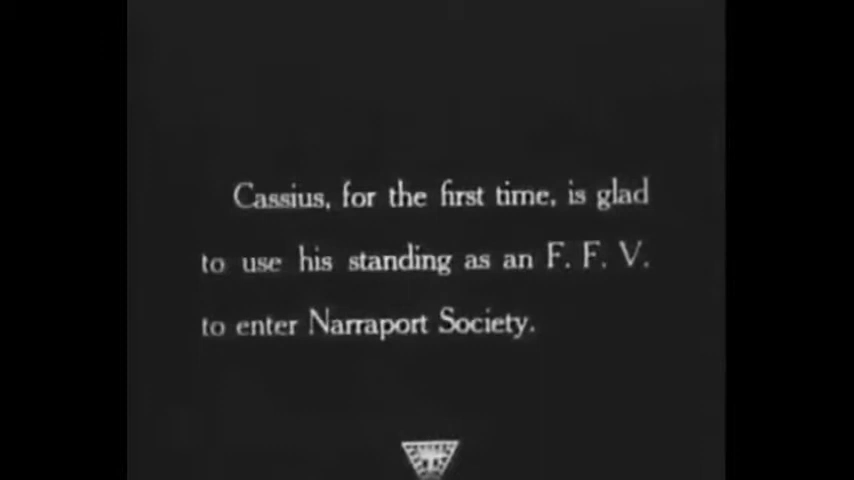 Cassius, for the first time, is glad
to use his standing as an F. F. V.
to enter Narraport Society.